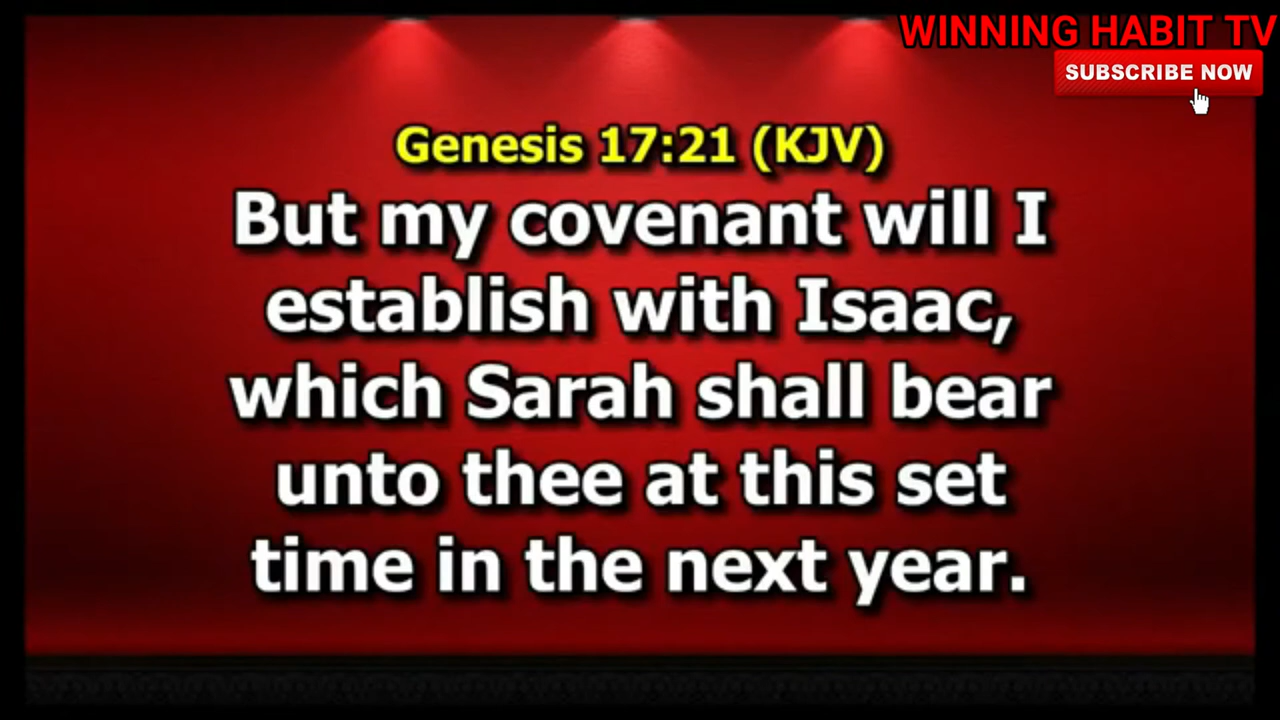 WINNING HABIT TV
SUBSCRIBE NOW
Genesis 17:21 (KJV)
But my covenant will I
establish with Isaac,
which Sarah shall bear
unto thee at this set
time in the next year.